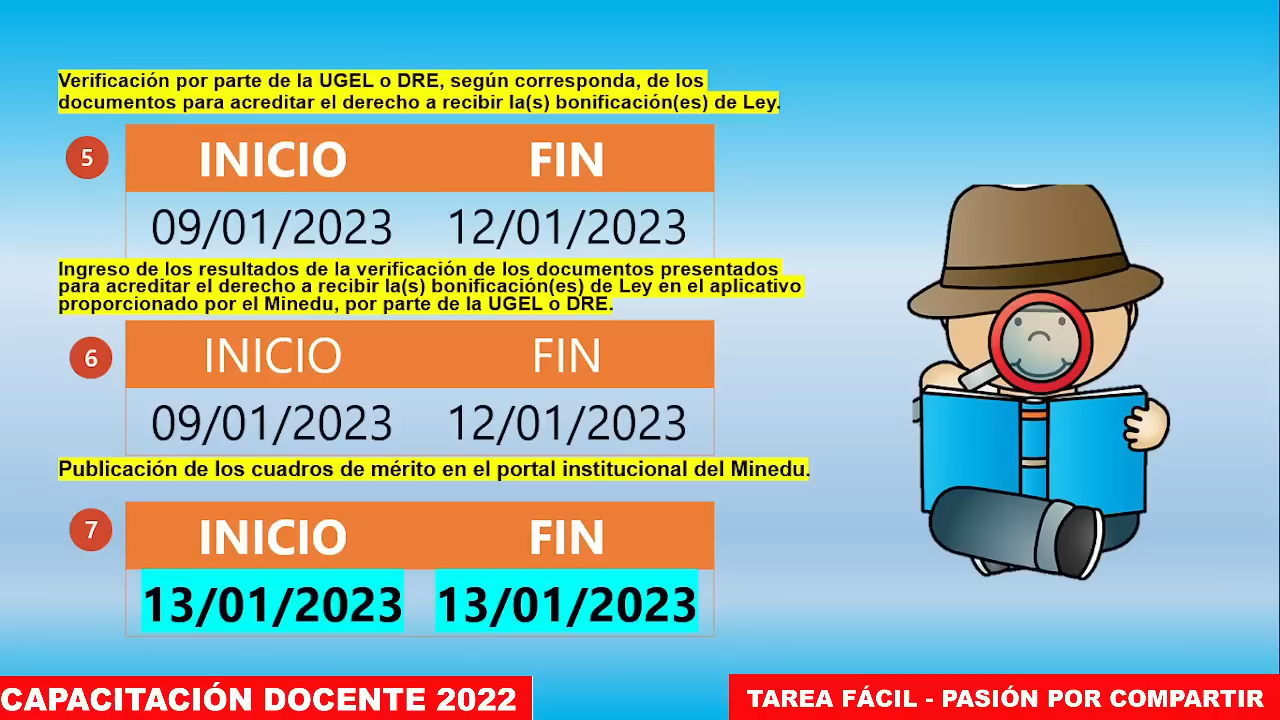 Verificación por parte de la UGEL o DRE, según corresponda, de los
documentos para acreditar el derecho a recibir la(s) bonificación(es) de Ley.
5
INICIO FIN
09/01/2023 12/01/2023
Ingreso de los resultados de la verificación de los documentos presentados
para acreditar el derecho a recibir la(s) bonificación(es) de Ley en el aplicativo
proporcionado por el Minedu, por parte de la UGEL o DRE.
6
INICIO FIN
09/01/2023 12/01/2023
Publicación de los cuadros de mérito en el portal institucional del Minedu.
7
INICIO FIN
13/01/2023 13/01/2023
CAPACITACIÓN DOCENTE 2022
TAREA FÁCIL - PASIÓN POR COMPARTIR